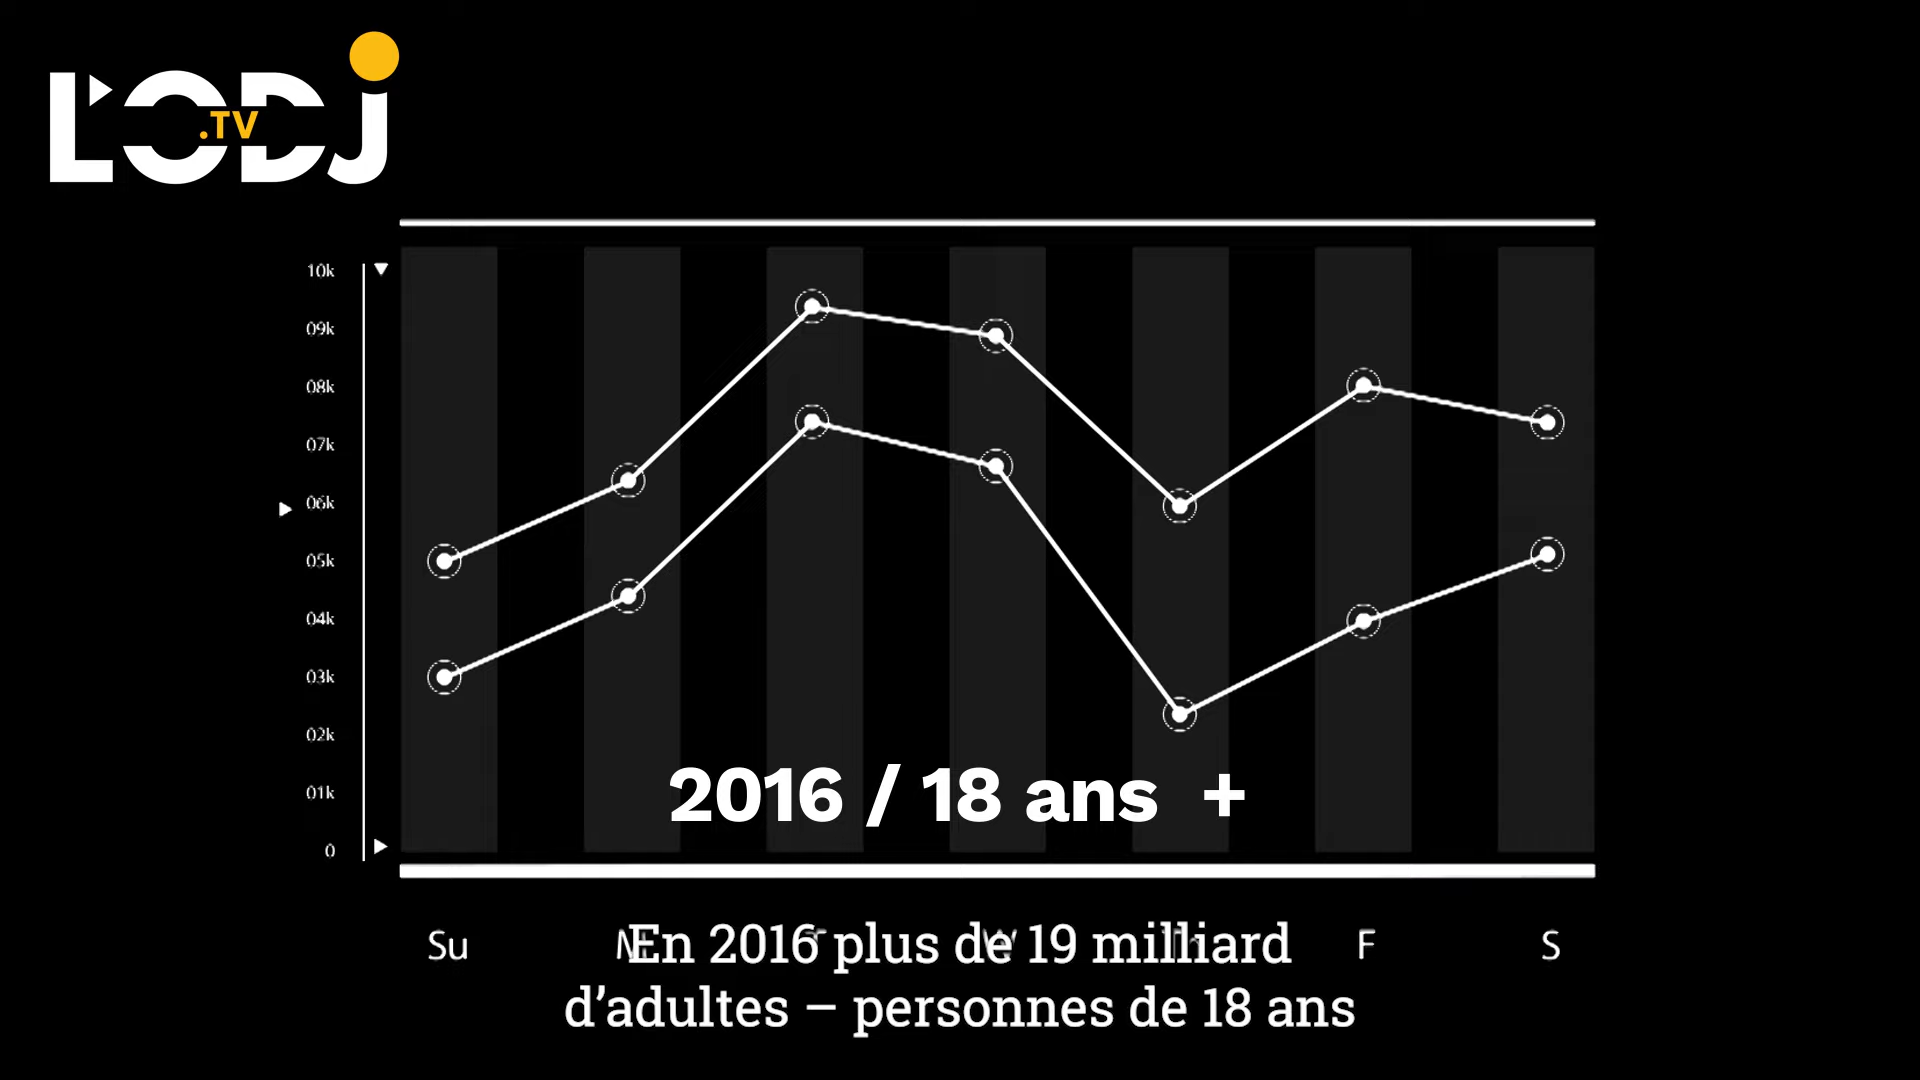 L'ODJ
.TV
10k
09k
08k
07k
06k
05k
04k
03k
02k
01k
0
2016 / 18 ans +
Su M T W Th F S
En 2016 plus de 19 milliard
d’adultes – personnes de 18 ans